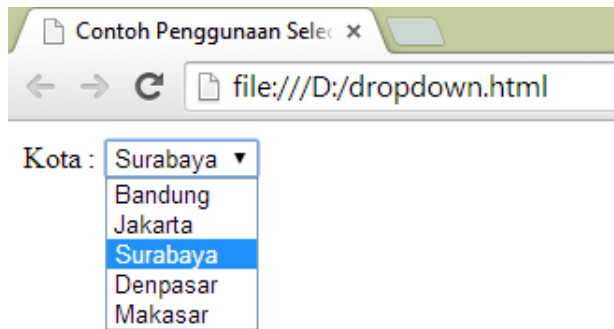 Contoh Penggunaan Selec
file:///D:/dropdown.html
Kota : Surabaya
Bandung
Jakarta
Surabaya
Denpasar
Makasar